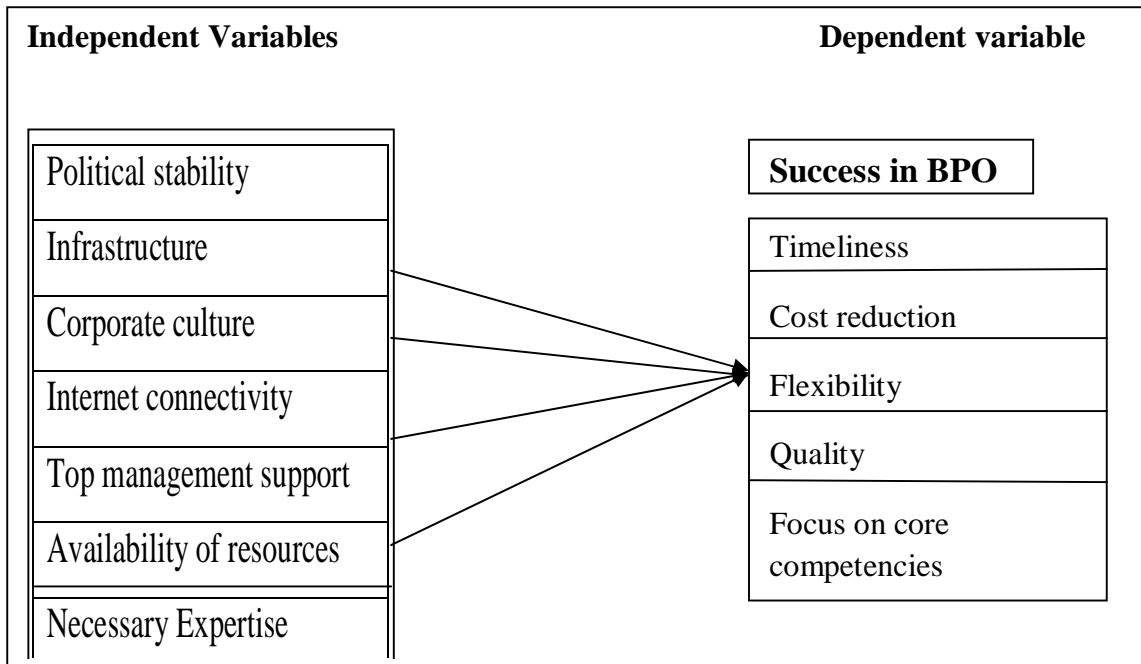 Independent Variables
Dependent variable
Political stability
Infrastructure
Corporate culture
Internet connectivity
Top management support
Availability of resources
Necessary Expertise
Success in BPO
Timeliness
Cost reduction
Flexibility
Quality
Focus on core
competencies